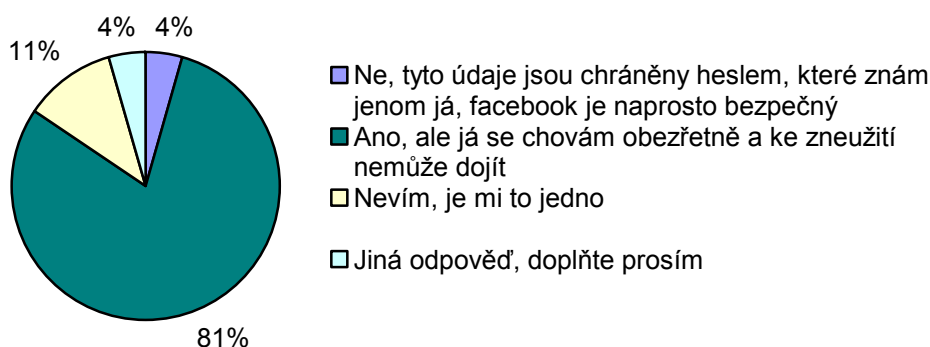 4%
4%
11%
81%
Ne, tyto údaje jsou chráněny heslem, které znám
jenom já, facebook je naprosto bezpečný
Ano, ale já se chovám obezřetně a ke zneužití
nemůže dojít
Nevím, je mi to jedno
Jiná odpověď, doplňte prosím